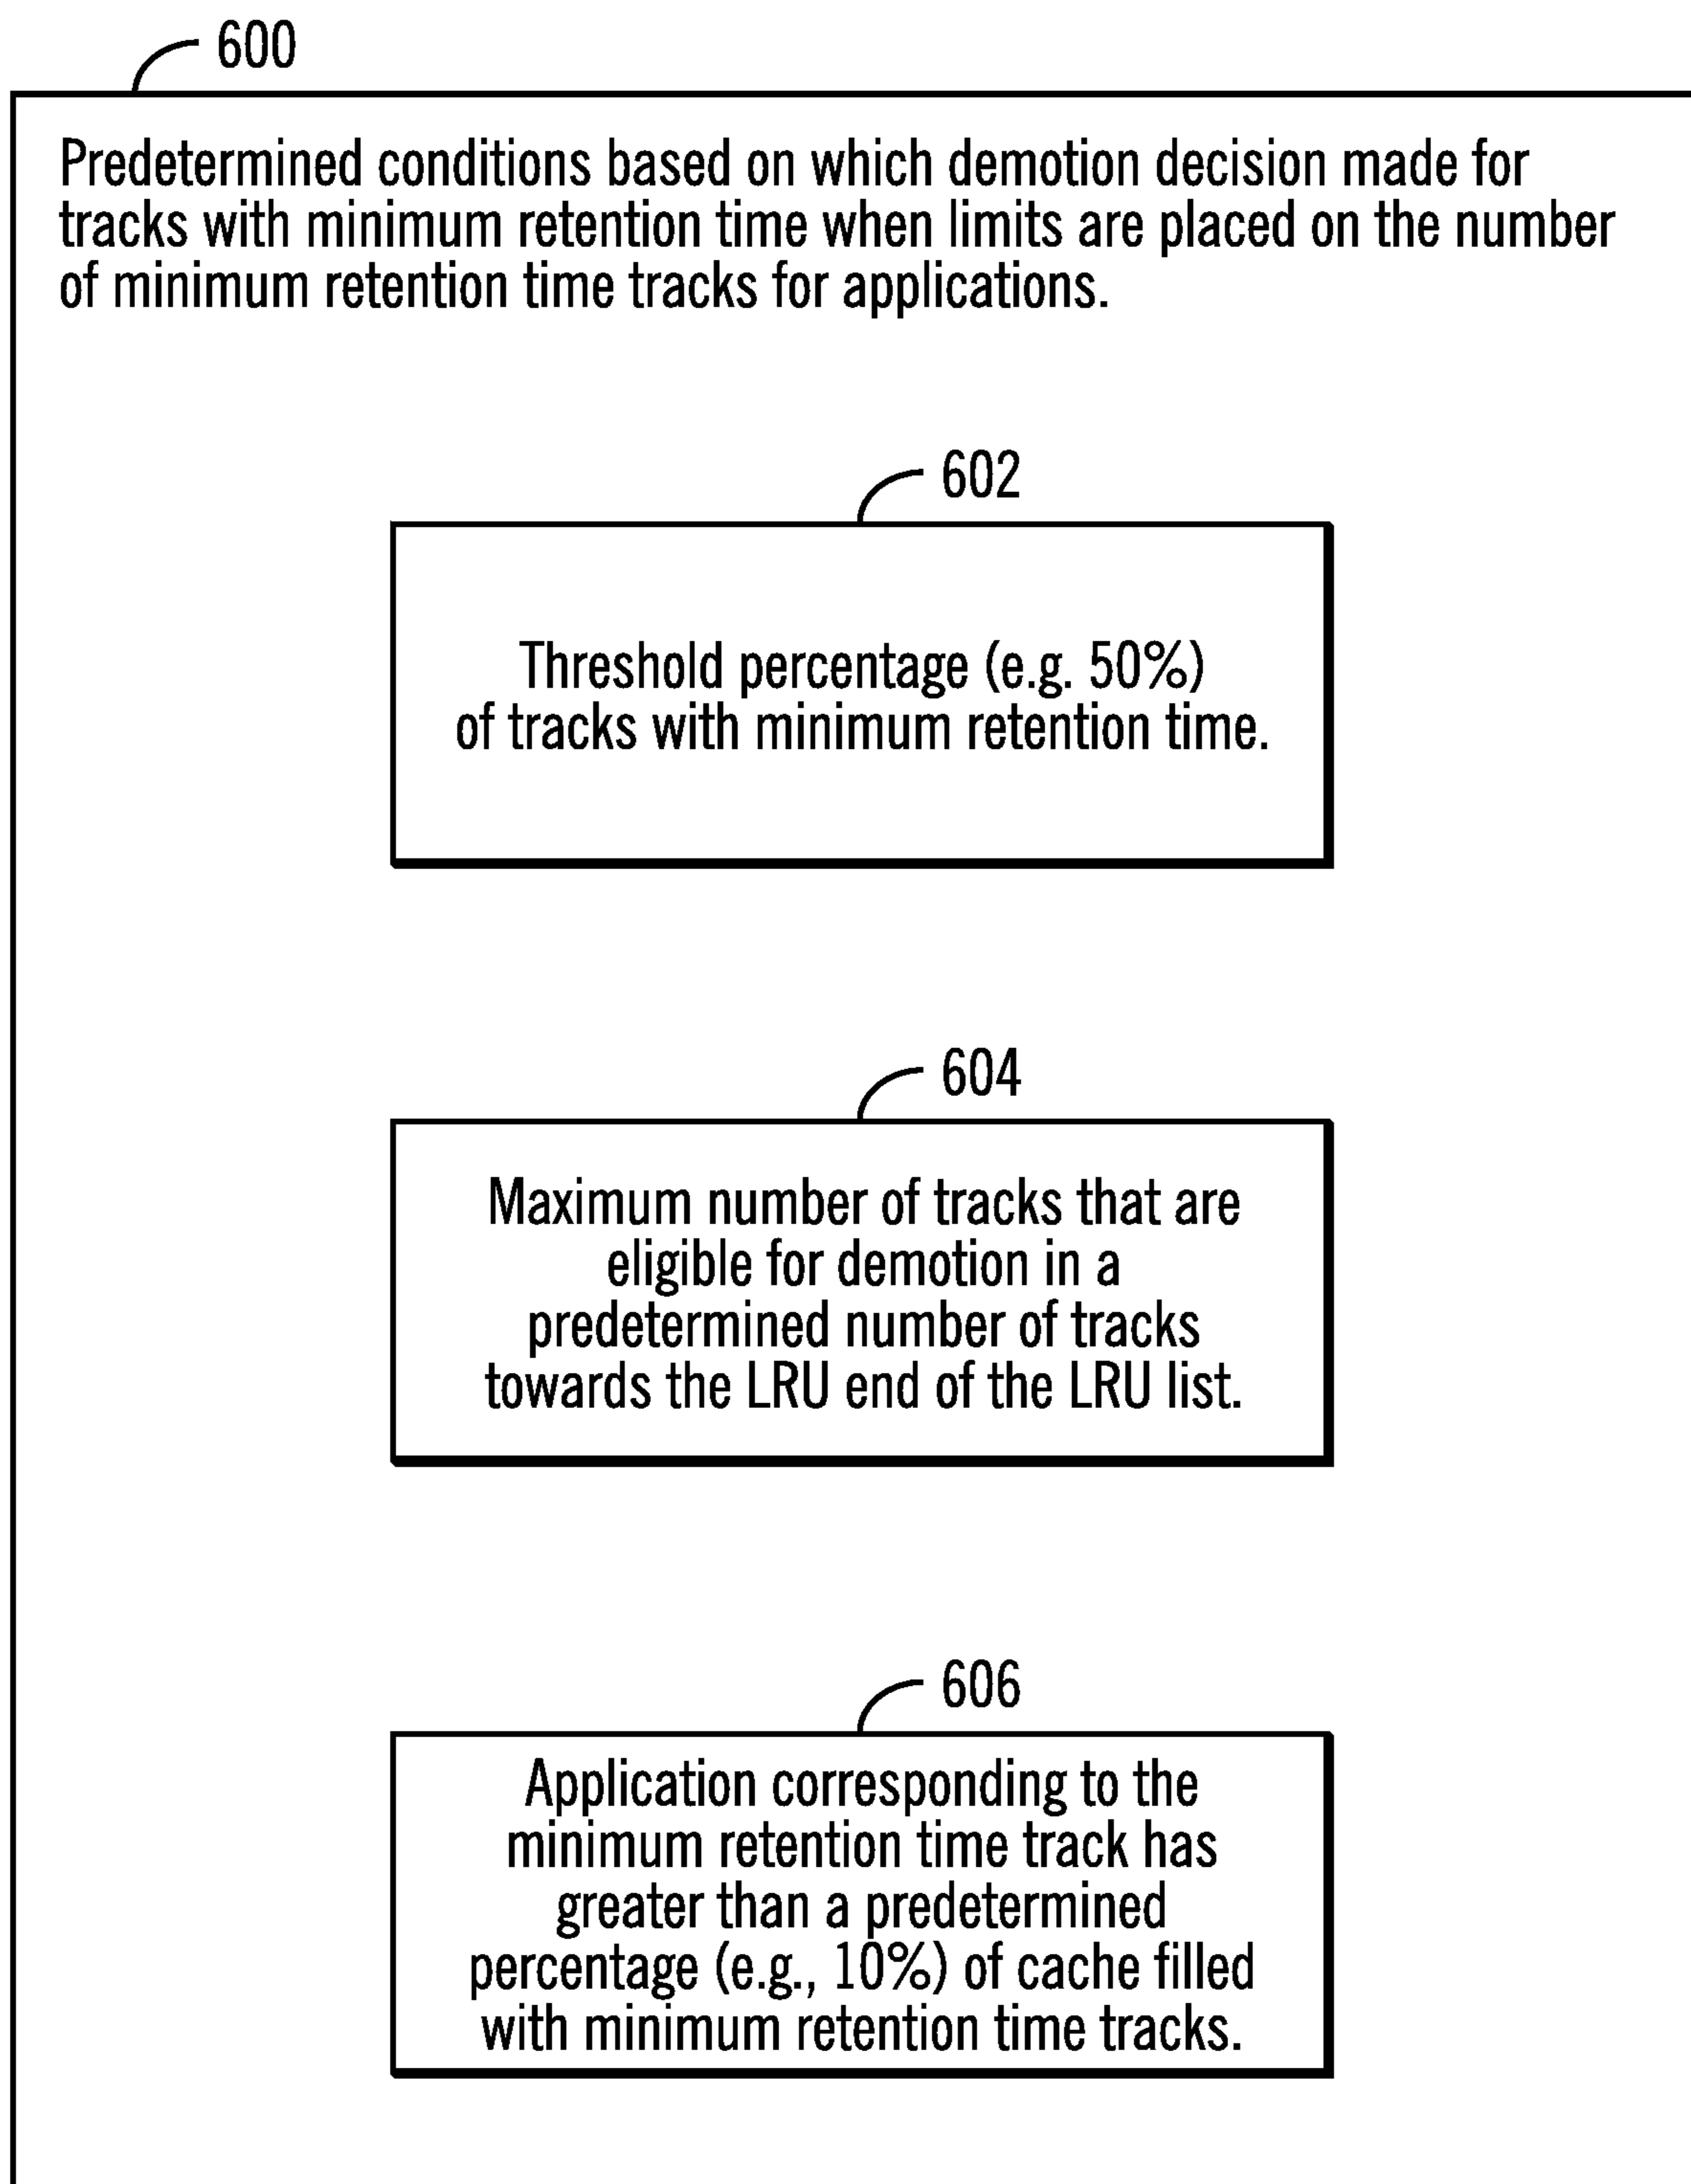 600
Predetermined conditions based on which demotion decision made for
tracks with minimum retention time when limits are placed on the number
of minimum retention time tracks for applications.
602
Threshold percentage (e.g. 50%)
of tracks with minimum retention time.
604
Maximum number of tracks that are
eligible for demotion in a
predetermined number of tracks
towards the LRU end of the LRU list.
606
Application corresponding to the
minimum retention time track has
greater than a predetermined
percentage (e.g., 10%) of cache filled
with minimum retention time tracks.